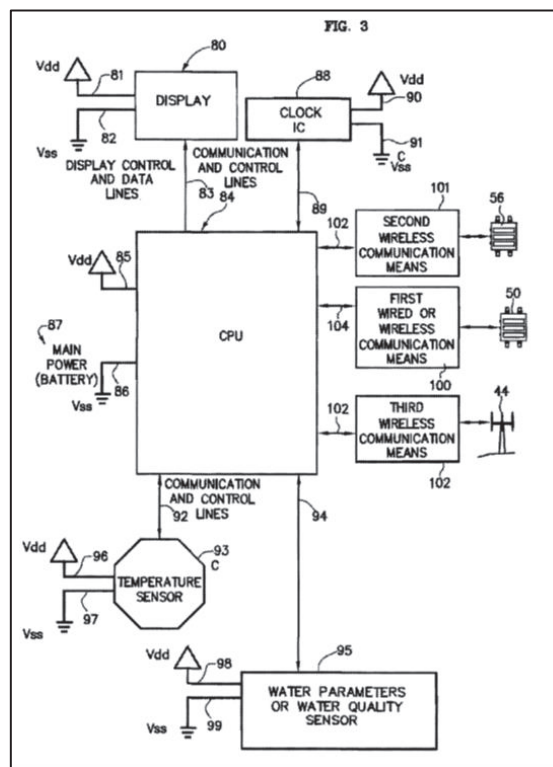 FIG. 3
80
Vdd
81
DISPLAY
82
Vss
88
CLOCK
IC
Vdd
90
91
C
Vss
DISPLAY CONTROL
AND DATA
LINES
83
COMMUNICATION
AND CONTROL
LINES
84
89
101
56
102
SECOND
WIRELESS
COMMUNICATION
MEANS
Vdd
85
CPU
104
FIRST
WIRED OR
WIRELESS
COMMUNICATION
MEANS
100
50
87
MAIN
POWER
(BATTERY)
86
Vss
102
THIRD
WIRELESS
COMMUNICATION
MEANS
102
44
COMMUNICATION
AND CONTROL
LINES
92
94
Vdd
96
93
C
TEMPERATURE
SENSOR
97
Vss
Vdd
98
95
WATER PARAMETERS
OR WATER QUALITY
SENSOR
99
Vss